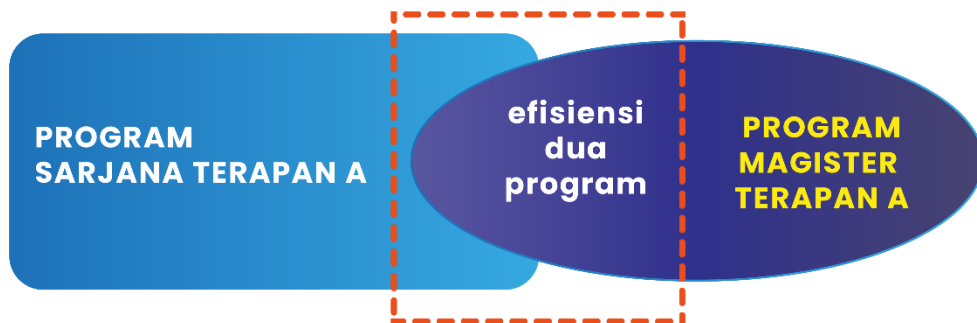 PROGRAM
SARJANA TERAPAN A
efisiensi
dua
program
PROGRAM
MAGISTER
TERAPAN A